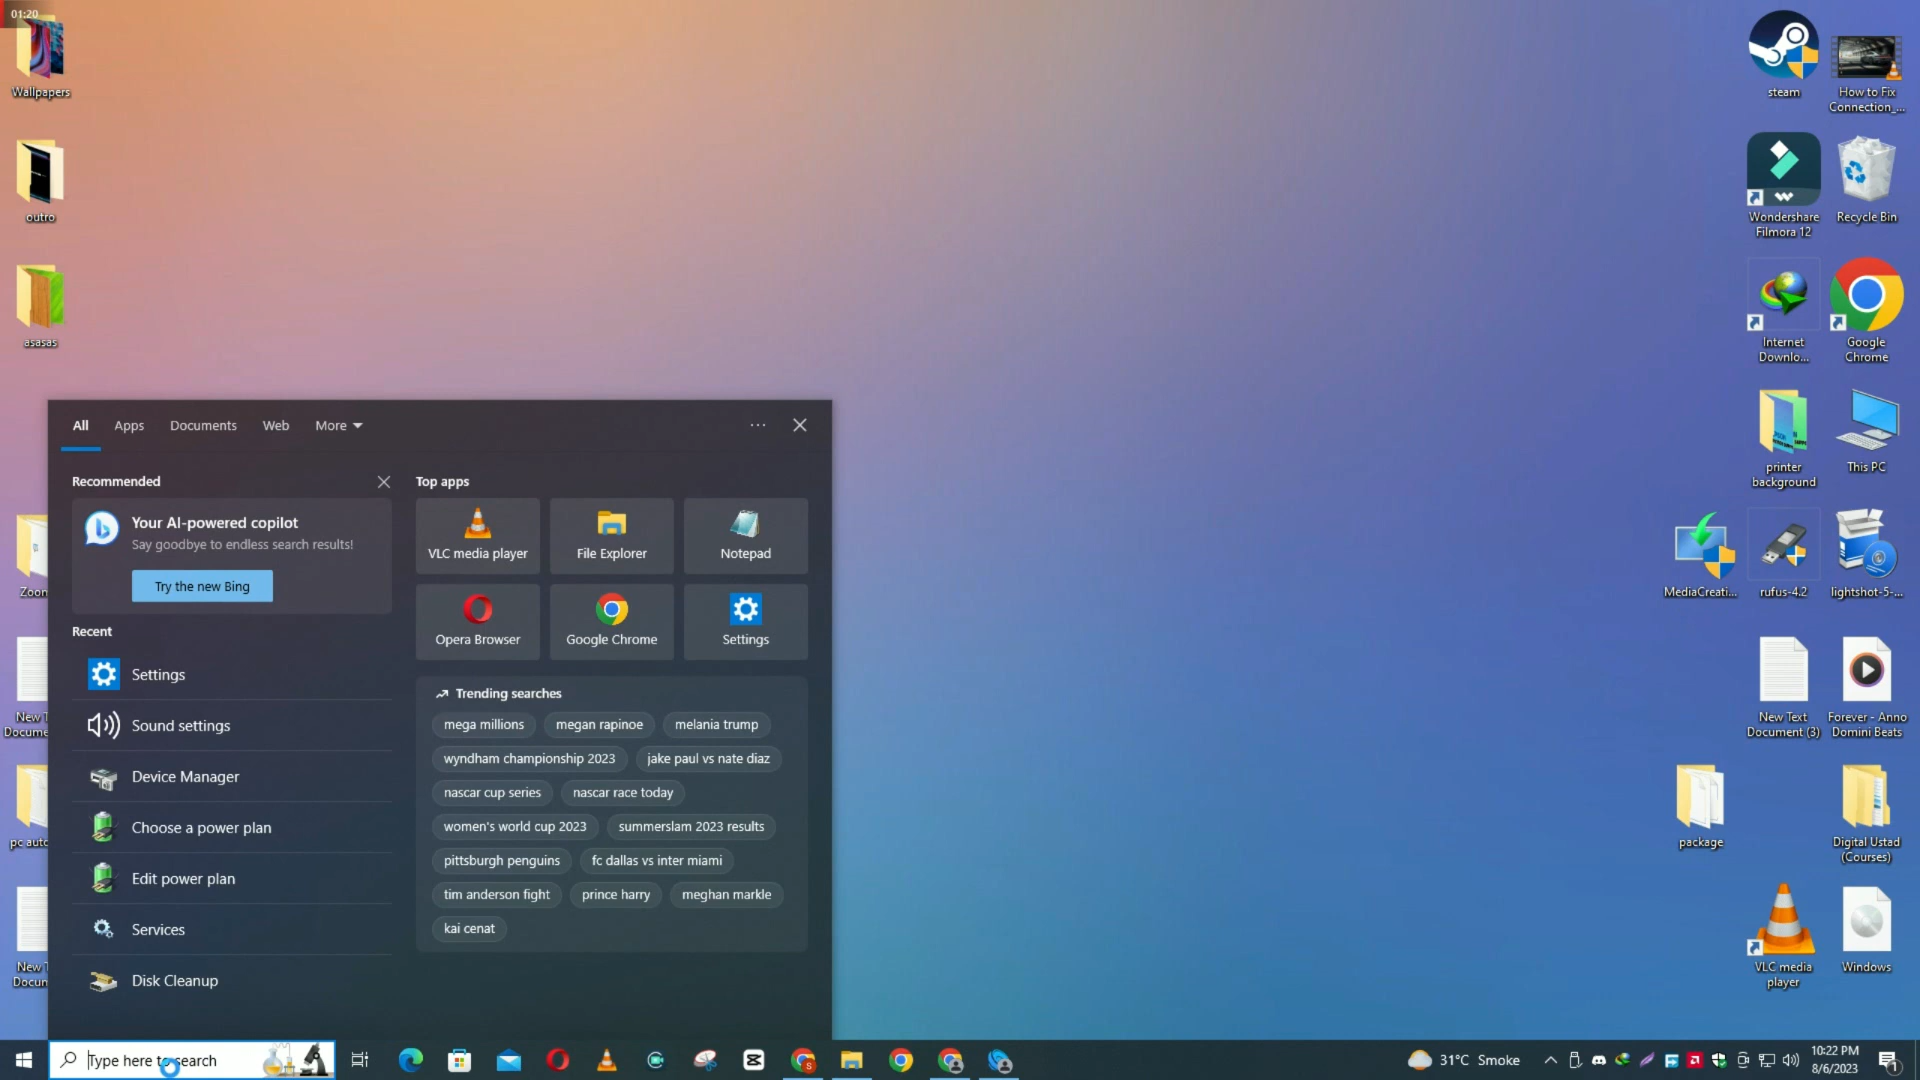 01:20
Wallpapers
outro
asasas
Zoon
New T
Docume
pc auto
New T
Docum
steam
How to Fix
Connection_...
Wondershare
Filmora 12
Recycle Bin
Internet
Downlo...
Google
Chrome
printer
background
This PC
MediaCreati...
rufus-4.2
lightshot-5-...
New Text
Document (3)
Forever - Anno
Domini Beats
package
Digital Ustad
(Courses)
VLC media
player
Windows
All Apps Documents Web More
Recommended
Your AI-powered copilot
Say goodbye to endless search results!
Try the new Bing
Recent
Settings
Sound settings
Device Manager
Choose a power plan
Edit power plan
Services
Disk Cleanup
Top apps
VLC media player
File Explorer
Notepad
Opera Browser
Google Chrome
Settings
Trending searches
mega millions megan rapinoe melania trump
wyndham championship 2023 jake paul vs nate diaz
nascar cup series nascar race today
women's world cup 2023 summerslam 2023 results
pittsburgh penguins fc dallas vs inter miami
tim anderson fight prince harry meghan markle
kai cenat
Type here to search
31°C Smoke
10:22 PM
8/6/2023
1